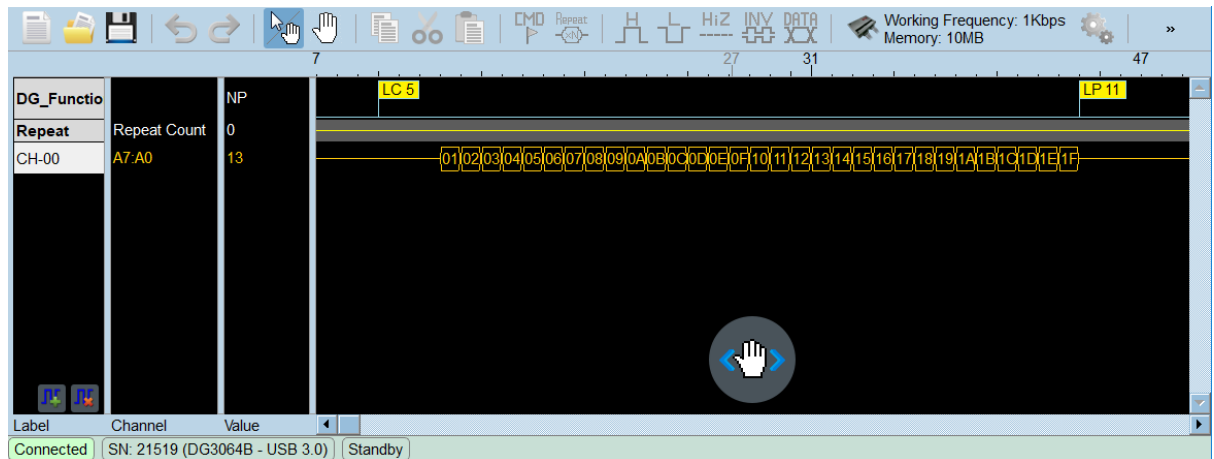 CMD Repeat H L HiZ INV DATA Working Frequency: 1Kbps »
<N> Memory: 10MB
7 27 31 47
DG_Functio NP LC 5 LP 11
Repeat Repeat Count 0
CH-00 A7:A0 13 01 02 03 04 05 06 07 08 09 0A 0B 0C 0D 0E 0F 10 11 12 13 14 15 16 17 18 19 1A 1B 1C 1D 1E 1F
Label Channel Value
Connected SN: 21519 (DG3064B - USB 3.0) Standby